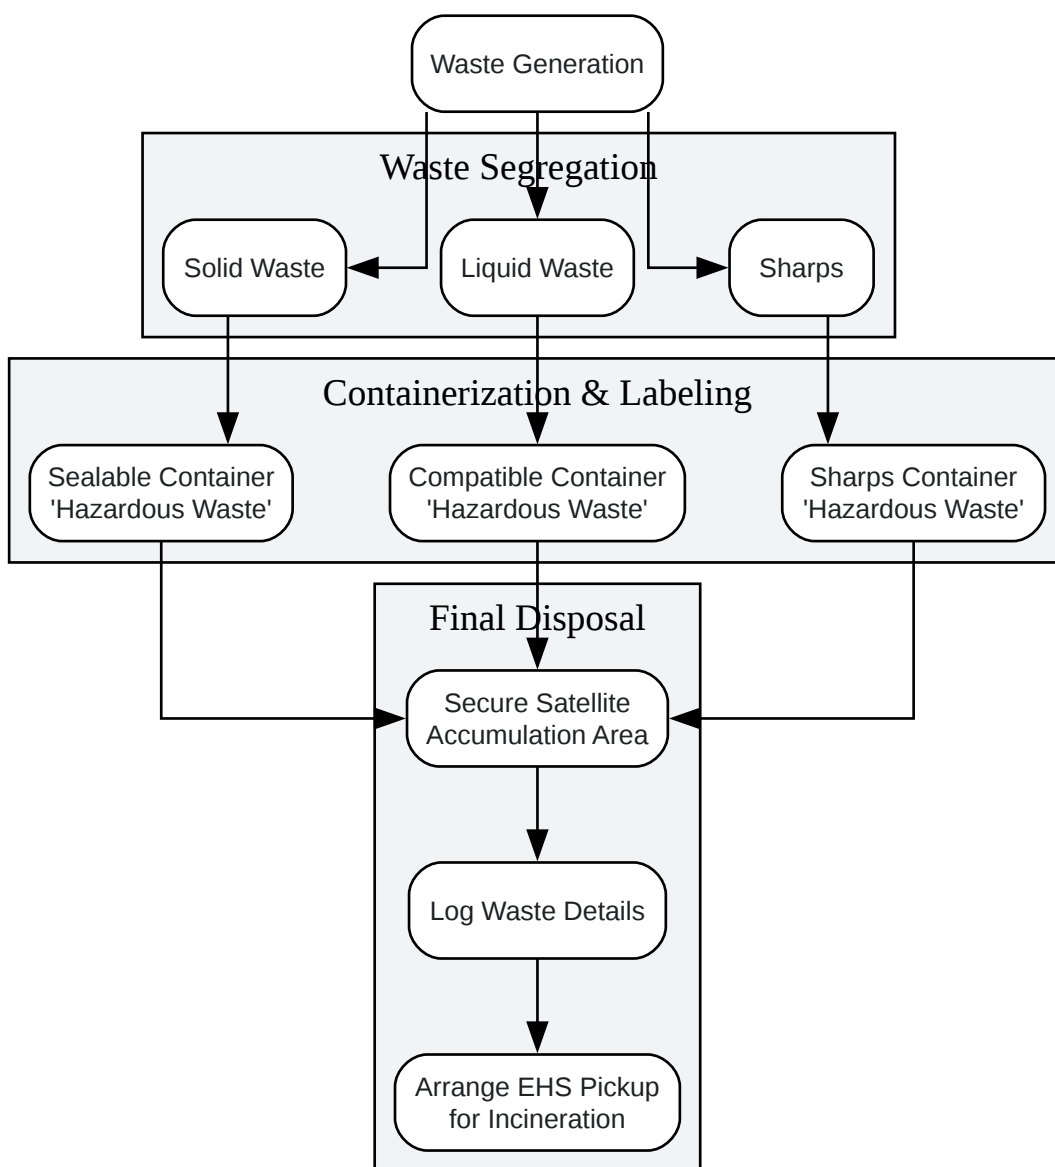 Waste Generation
Waste Segregation
Solid Waste
Liquid Waste
Sharps
Containerization & Labeling
Sealable Container
'Hazardous Waste'
Compatible Container
'Hazardous Waste'
Sharps Container
'Hazardous Waste'
Final Disposal
Secure Satellite
Accumulation Area
Log Waste Details
Arrange EHS Pickup
for Incineration